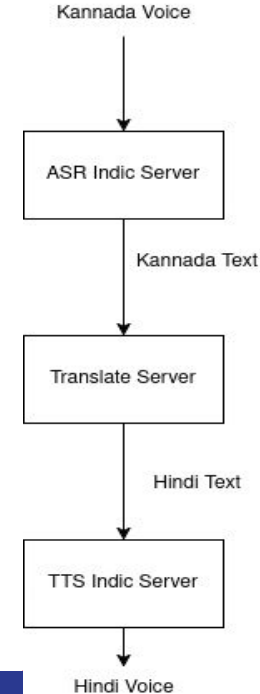 Kannada Voice
ASR Indic Server
Kannada Text
Translate Server
Hindi Text
TTS Indic Server
Hindi Voice